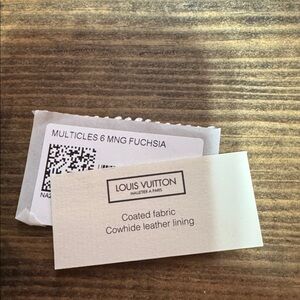 MULTICLES 6 MNG FUCHSIA
LOUIS VUITTON
MALLETIER A PARIS
Coated fabric
Cowhide leather lining